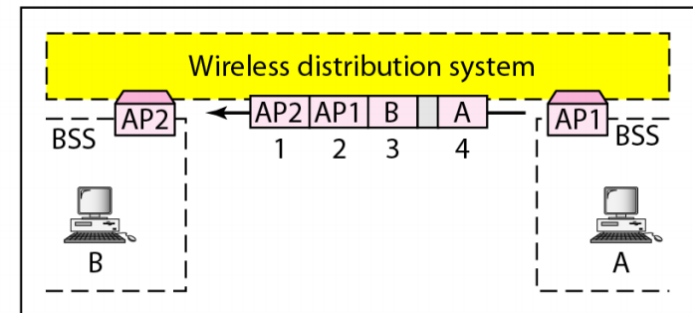 Wireless distribution system
AP2 AP2 AP1 B A AP1
BSS BSS
1 2 3 4
B A